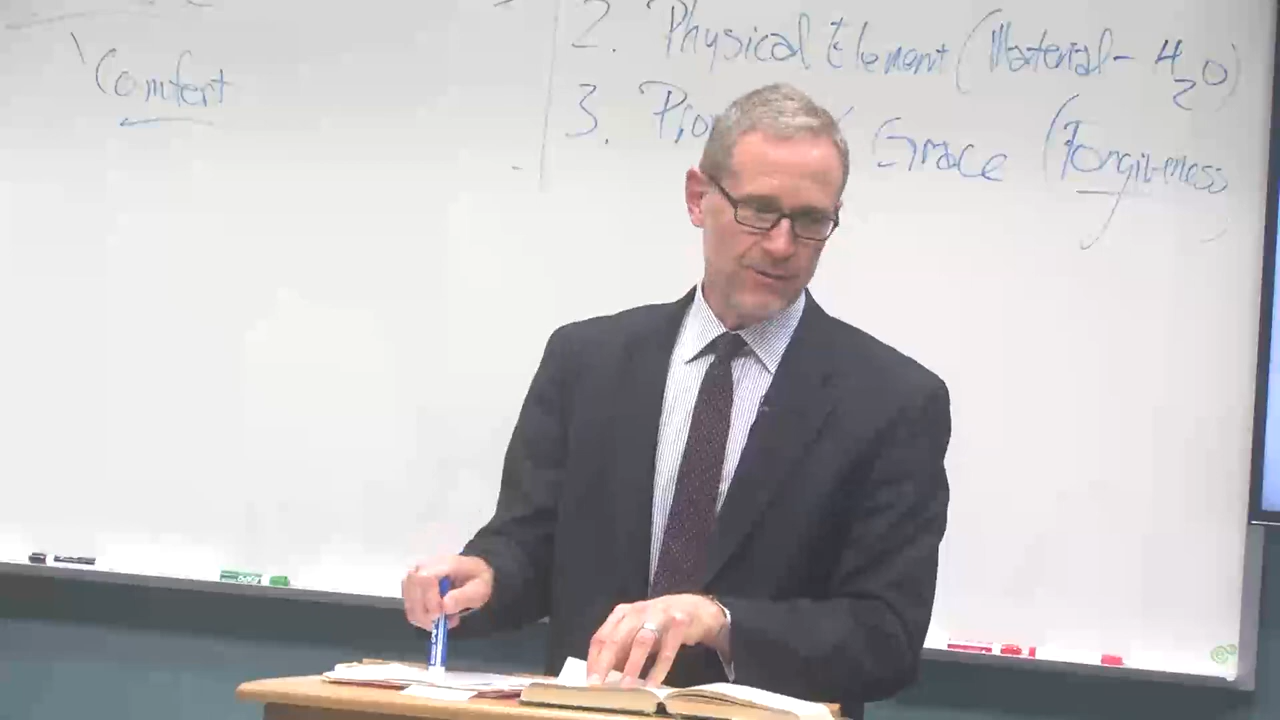 Comfort
2. Physical Element (Material - H2O)
3. Grace (Forgiveness